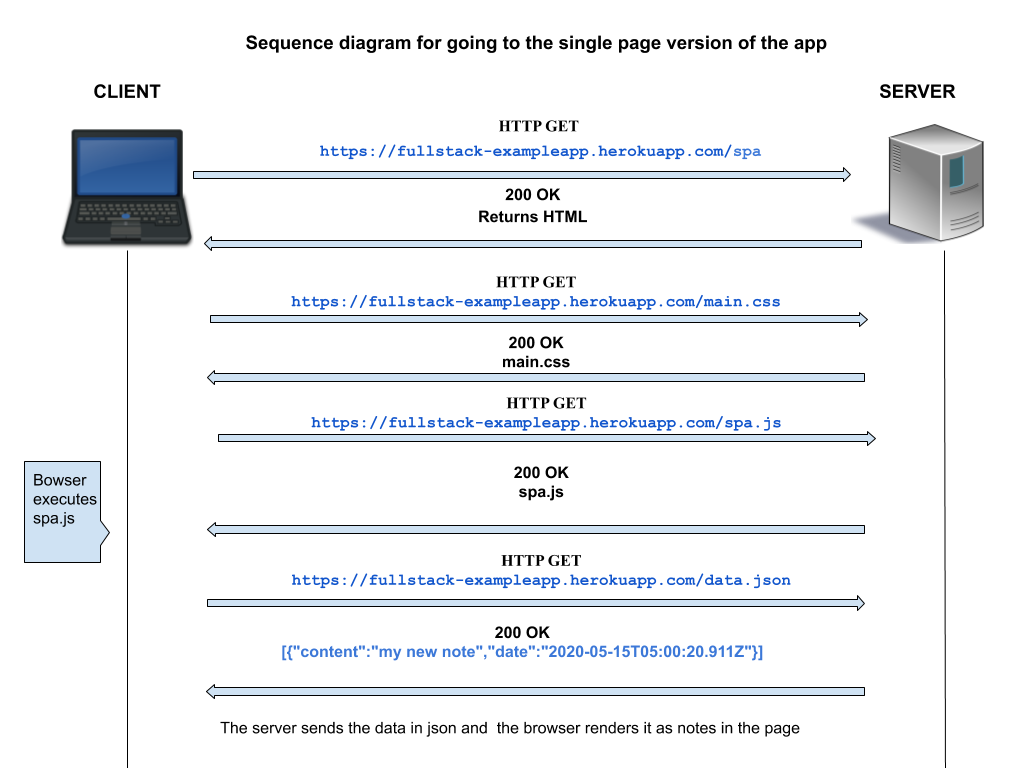 Sequence diagram for going to the single page version of the app
CLIENT
SERVER
HTTP GET
https://fullstack-exampleapp.herokuapp.com/spa
200 OK
Returns HTML
HTTP GET
https://fullstack-exampleapp.herokuapp.com/main.css
200 OK
main.css
HTTP GET
https://fullstack-exampleapp.herokuapp.com/spa.js
Bowser
executes
spa.js
200 OK
spa.js
HTTP GET
https://fullstack-exampleapp.herokuapp.com/data.json
200 OK
[{"content":"my new note","date":"2020-05-15T05:00:20.911Z"}]
The server sends the data in json and  the browser renders it as notes in the page